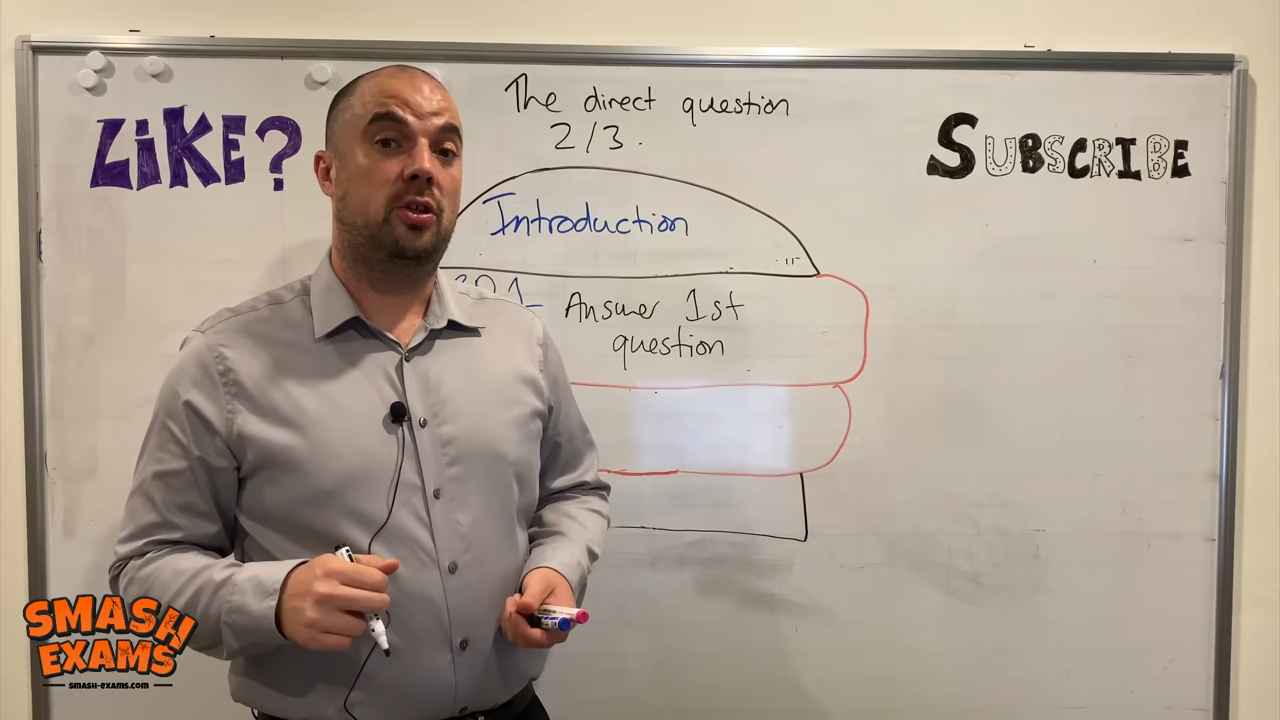 LiKE?
The direct question
2/3.
SUBSCRIBE
Introduction
Answer 1st
question
SMASH
EXAMS
smash-exams.com